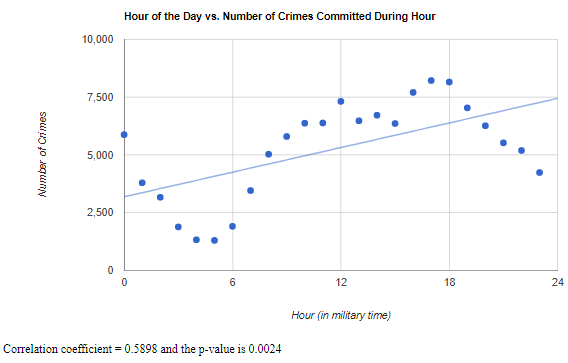 Hour of the Day vs. Number of Crimes Committed During Hour
10,000
7,500
5,000
2,500
0
Number of Crimes
0 6 12 18 24
Hour (in military time)
Correlation coefficient = 0.5898 and the p-value is 0.0024